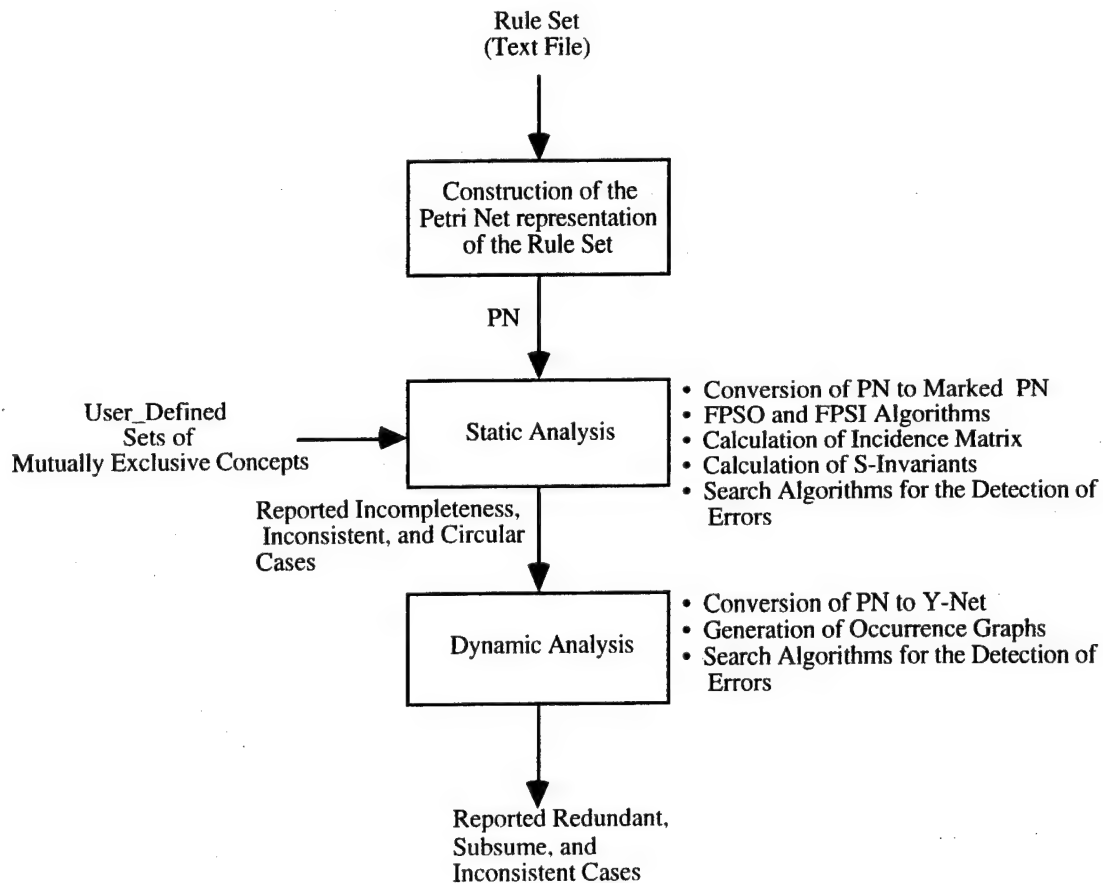 Rule Set
(Text File)
Construction of the
Petri Net representation
of the Rule Set
PN
User_Defined
Sets of
Mutually Exclusive Concepts
Static Analysis
• Conversion of PN to Marked PN
• FPSO and FPSI Algorithms
• Calculation of Incidence Matrix
• Calculation of S-Invariants
• Search Algorithms for the Detection of
Errors
Reported Incompleteness,
Inconsistent, and Circular
Cases
Dynamic Analysis
• Conversion of PN to Y-Net
• Generation of Occurrence Graphs
• Search Algorithms for the Detection of
Errors
Reported Redundant,
Subsume, and
Inconsistent Cases